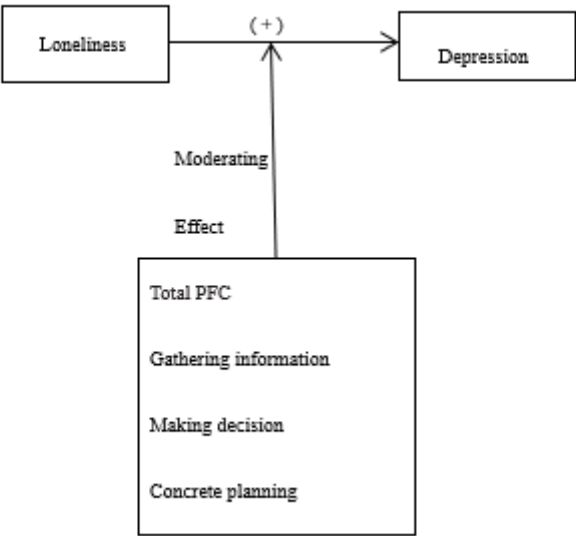 (+)
Loneliness
Depression
Moderating
Effect
Total PFC
Gathering information
Making decision
Concrete planning